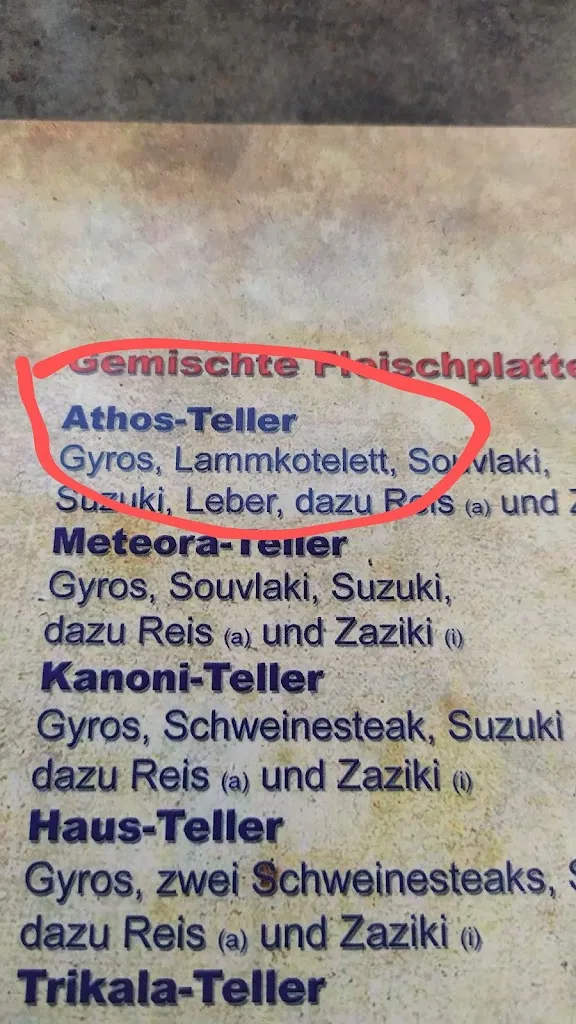 Gemischte Fleischplatte
Athos-Teller
Gyros, Lammkotelett, Souvlaki,
Suzuki, Leber, dazu Reis (a) und
Meteora-Teller
Gyros, Souvlaki, Suzuki,
dazu Reis (a) und Zaziki (i)
Kanoni-Teller
Gyros, Schweinesteak, Suzuki
dazu Reis (a) und Zaziki (i)
Haus-Teller
Gyros, zwei Schweinesteaks,
dazu Reis (a) und Zaziki (i)
Trikala-Teller